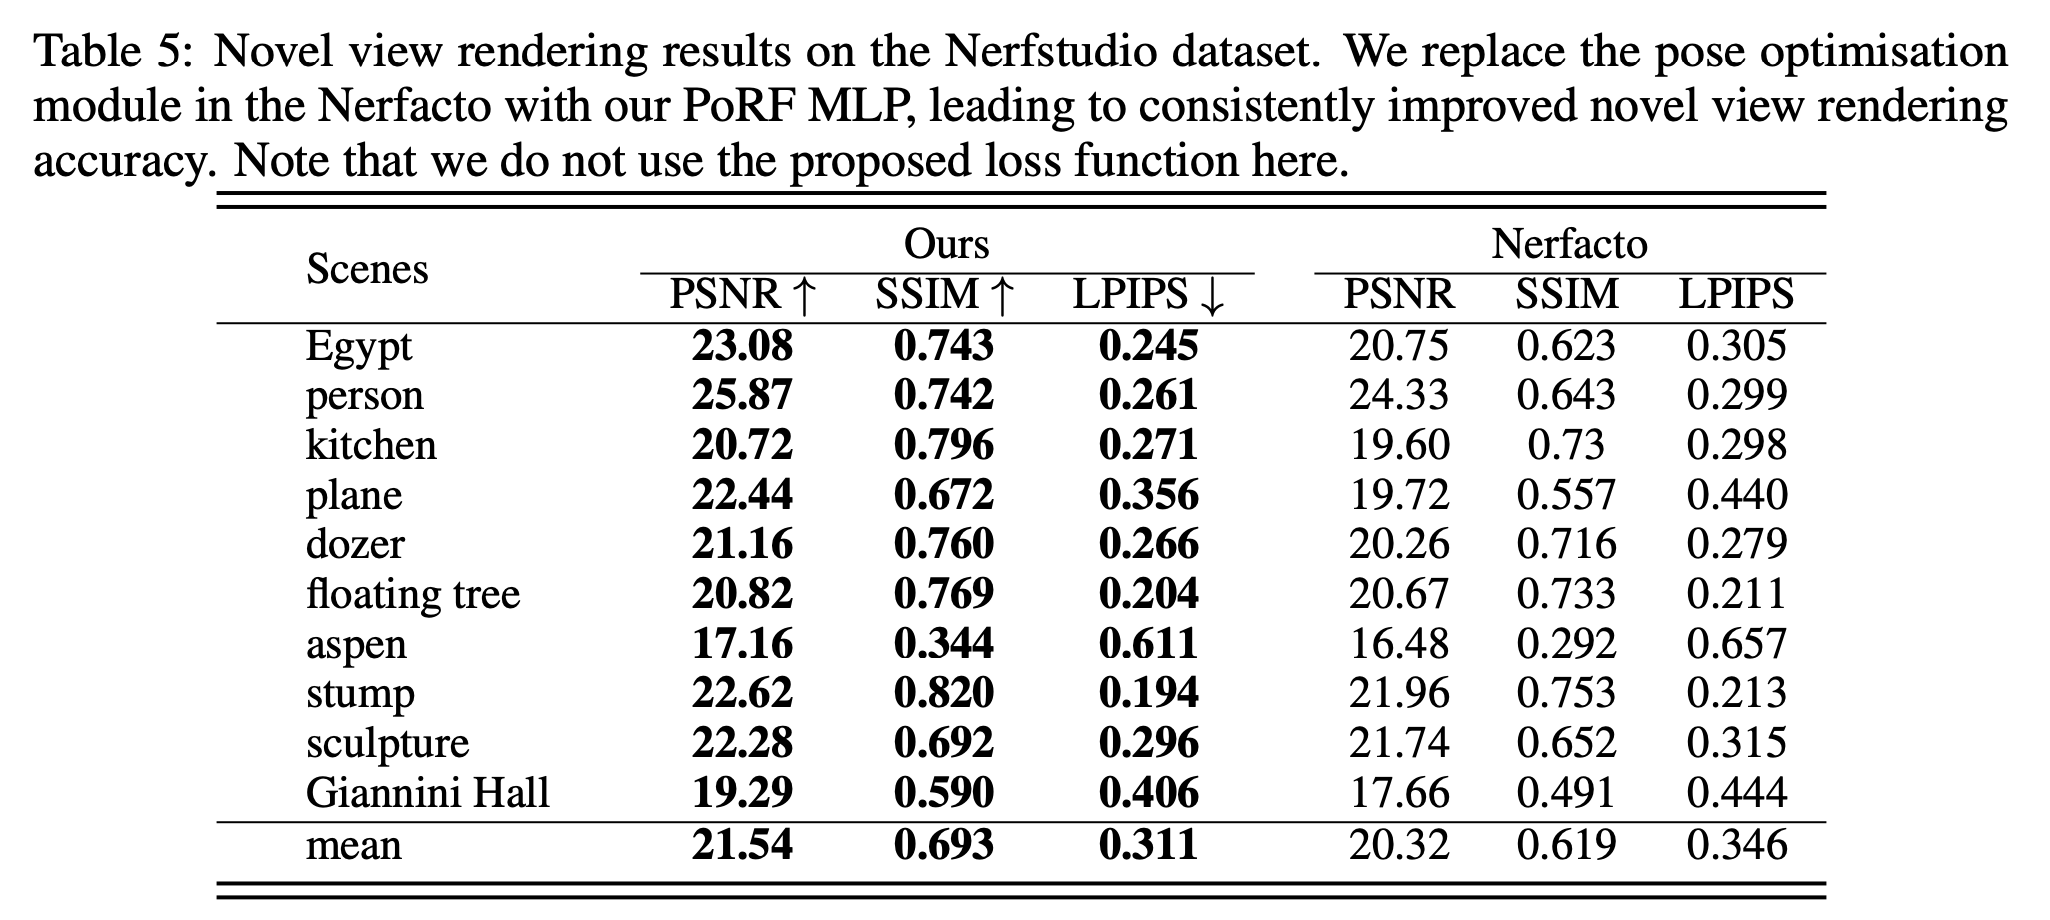 Table 5: Novel view rendering results on the Nerfstudio dataset. We replace the pose optimisation
module in the Nerfacto with our PoRF MLP, leading to consistently improved novel view rendering
accuracy. Note that we do not use the proposed loss function here.
Scenes Ours Nerfacto
PSNR ↑ SSIM ↑ LPIPS ↓ PSNR SSIM LPIPS
Egypt 23.08 0.743 0.245 20.75 0.623 0.305
person 25.87 0.742 0.261 24.33 0.643 0.299
kitchen 20.72 0.796 0.271 19.60 0.73 0.298
plane 22.44 0.672 0.356 19.72 0.557 0.440
dozer 21.16 0.760 0.266 20.26 0.716 0.279
floating tree 20.82 0.769 0.204 20.67 0.733 0.211
aspen 17.16 0.344 0.611 16.48 0.292 0.657
stump 22.62 0.820 0.194 21.96 0.753 0.213
sculpture 22.28 0.692 0.296 21.74 0.652 0.315
Giannini Hall 19.29 0.590 0.406 17.66 0.491 0.444
mean 21.54 0.693 0.311 20.32 0.619 0.346